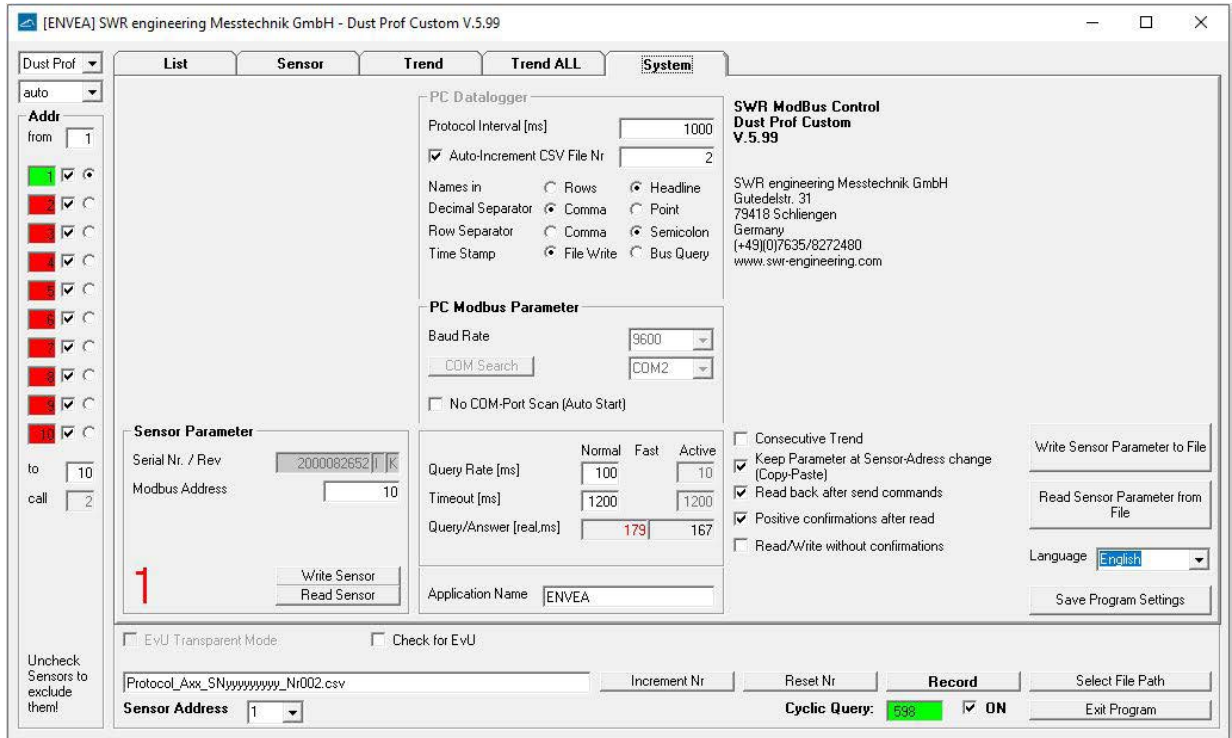 [ENVEA] SWR engineering Messtechnik GmbH - Dust Prof Custom V.5.99
Dust Prof
auto
Addr
from 1
1
2
3
4
5
6
7
8
9
10
to 10
call 2
Uncheck
Sensors to
exclude
them!
List Sensor Trend Trend ALL System
PC Datalogger
Protocol Interval [ms] 1000
Auto-Increment CSV File Nr 2
Names in Rows Headline
Decimal Separator Comma Point
Row Separator Comma Semicolon
Time Stamp File Write Bus Query
PC Modbus Parameter
Baud Rate 9600
COM Search COM2
No COM-Port Scan (Auto Start)
SWR ModBus Control
Dust Prof Custom
V.5.99
SWR engineering Messtechnik GmbH
Gutedelstr. 31
79418 Schliengen
Germany
(+49)(0)7635/8272480
www.swr-engineering.com
Sensor Parameter
Serial Nr. / Rev 2000082652 I K
Modbus Address 10
1
Write Sensor
Read Sensor
Normal Fast Active
Query Rate [ms] 100 10
Timeout [ms] 1200 1200
Query/Answer [real,ms] 179 167
Application Name ENVEA
Consecutive Trend
Keep Parameter at Sensor-Adress change
(Copy-Paste)
Read back after send commands
Positive confirmations after read
Read/Write without confirmations
Write Sensor Parameter to File
Read Sensor Parameter from
File
Language English
Save Program Settings
EvU Transparent Mode Check for EvU
Protocol_Axx_SNyyyyyyyyy_Nr002.csv Increment Nr Reset Nr Record Select File Path
Sensor Address 1 Cyclic Query: 598 ON Exit Program